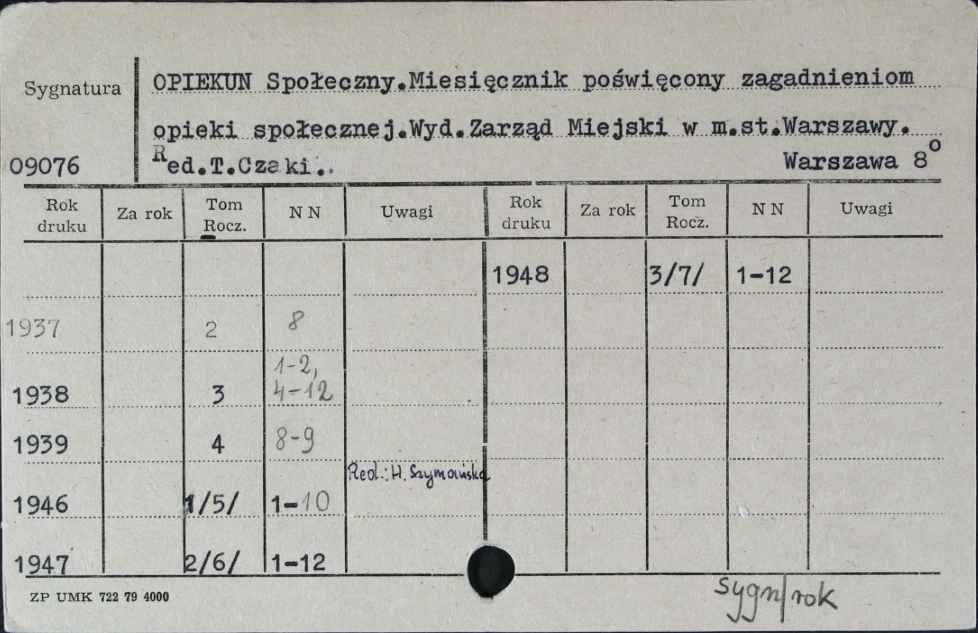 Sygnatura
OPIEKUN Społeczny.Miesięcznik poświęcony zagadnieniom
opieki społecznej.Wyd.Zarząd Miejski w m.st.Warszawy.
09076 Red.T.Czaki. Warszawa 8°
Rok druku Za rok Tom Rocz. N N Uwagi Rok druku Za rok Tom Rocz. N N Uwagi
1948 3/7/ 1-12
1937 2 8
1938 3 1-2, 4-12
1939 4 8-9
Red.: H. Szymańska
1946 1/5/ 1-10
1947 2/6/ 1-12
ZP UMK 722 79 4000
sygn/rok